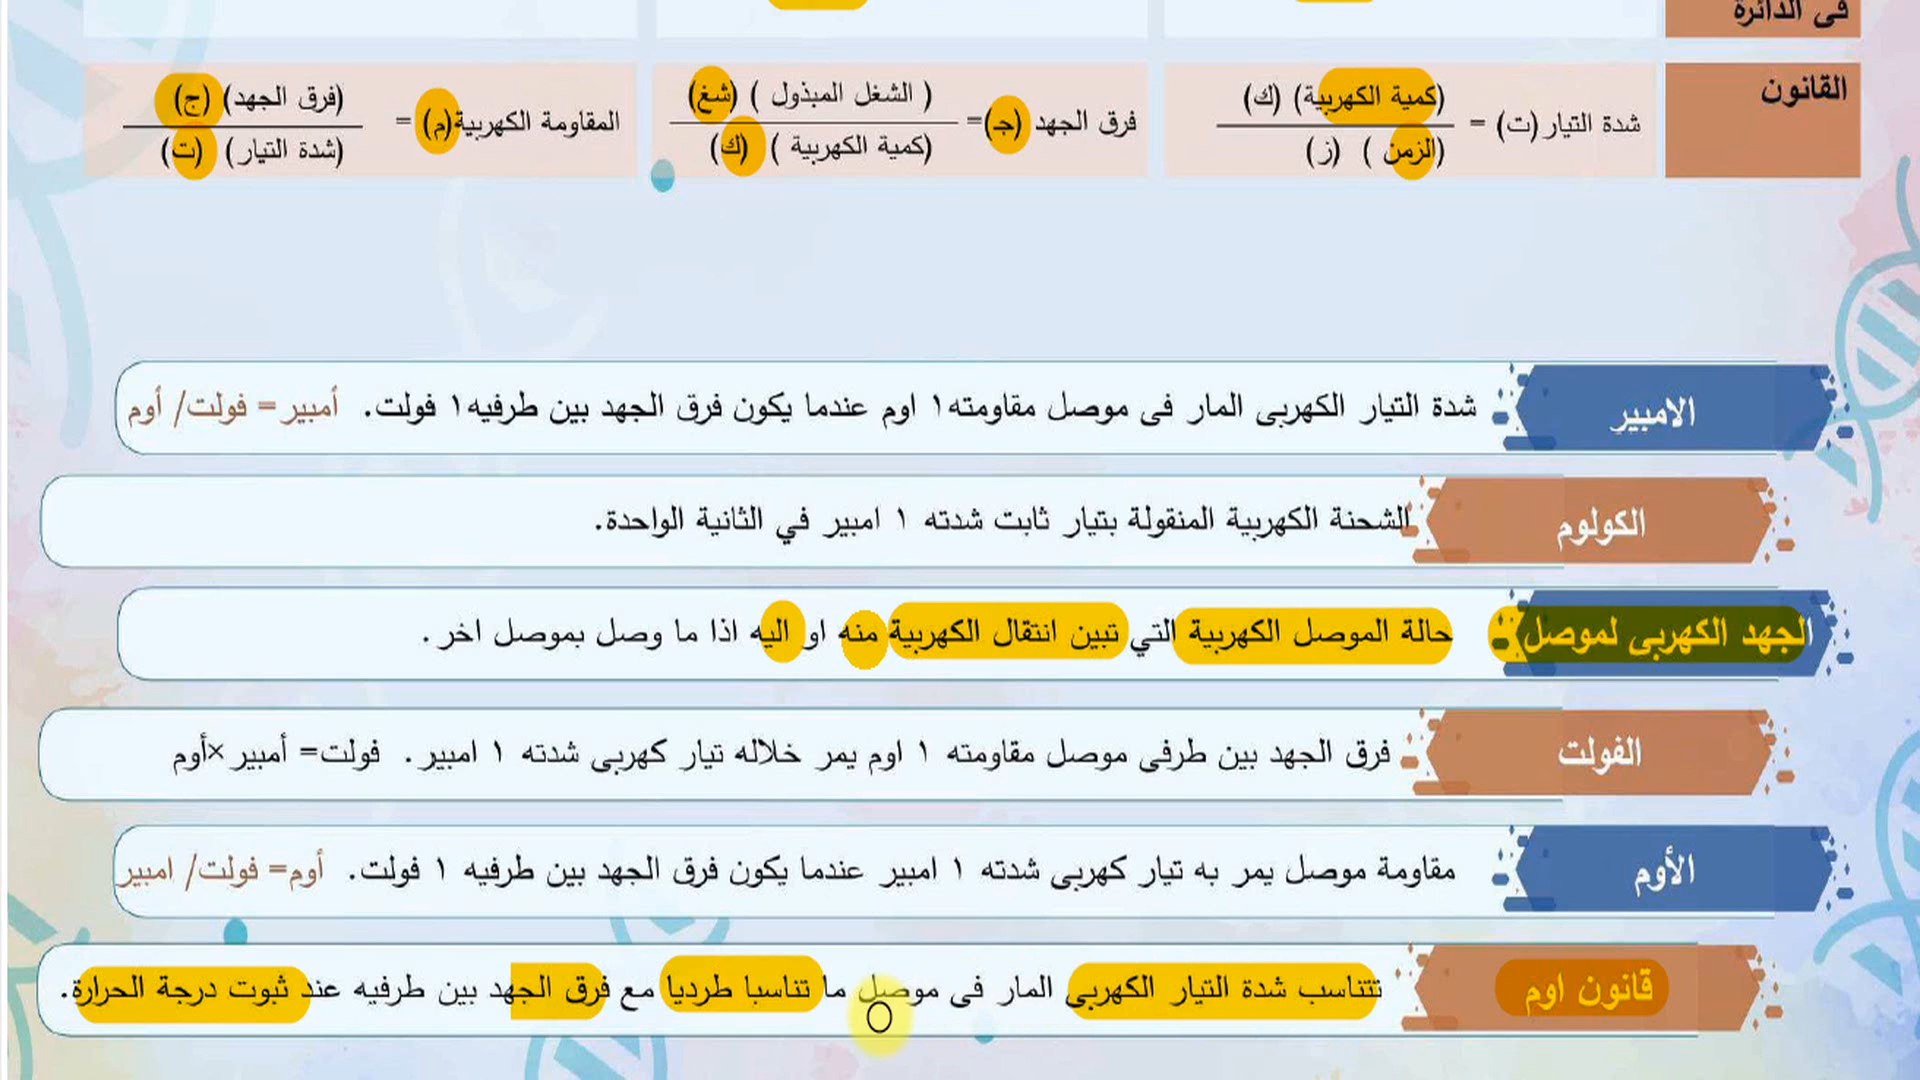 فى الدائرة
القانون
شدة التيار (ت) = (كمية الكهربية) (ك)
(الزمن ) (ز)
فرق الجهد (جـ)= ( الشغل المبذول ) (شغ)
(كمية الكهربية ) (ك)
المقاومة الكهربية(م) = (فرق الجهد) (ج)
(شدة التيار) (ت)
الامبير
شدة التيار الكهربى المار فى موصل مقاومته١ اوم عندما يكون فرق الجهد بين طرفيه١ فولت. أمبير = فولت/ أوم
الكولوم
الشحنة الكهربية المنقولة بتيار ثابت شدته ١ امبير في الثانية الواحدة.
الجهد الكهربى لموصل
حالة الموصل الكهربية التي تبين انتقال الكهربية منه او اليه اذا ما وصل بموصل اخر .
الفولت
فرق الجهد بين طرفى موصل مقاومته ١ اوم يمر خلاله تيار كهربى شدته ١ امبير . فولت= أمبير×أوم
الأوم
مقاومة موصل يمر به تيار كهربى شدته ١ امبير عندما يكون فرق الجهد بين طرفيه ١ فولت. أوم= فولت/ امبير
قانون اوم
تتناسب شدة التيار الكهربى المار فى موصل ما تناسبا طرديا مع فرق الجهد بين طرفيه عند ثبوت درجة الحرارة.